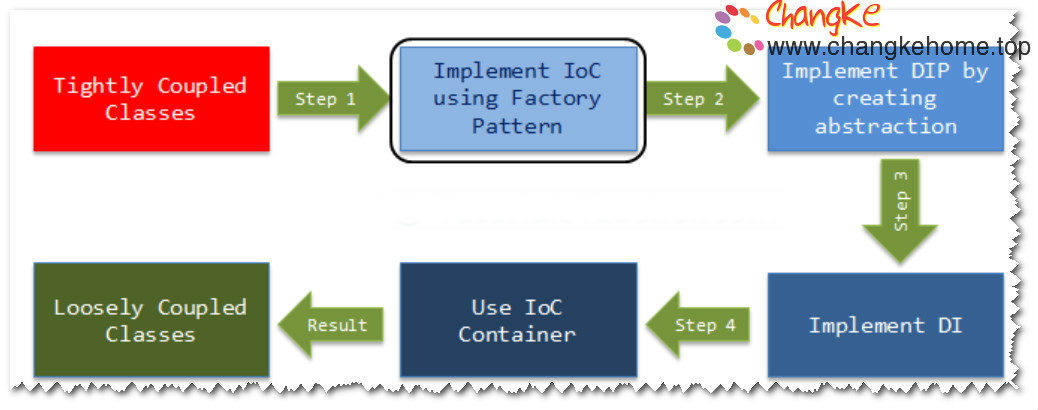 ChangKe
www.changkehome.top
Tightly Coupled
Classes
Step 1
Implement IoC
using Factory
Pattern
Step 2
Implement DIP by
creating
abstraction
Step 3
Implement DI
Step 4
Use IoC
Container
Result
Loosely Coupled
Classes